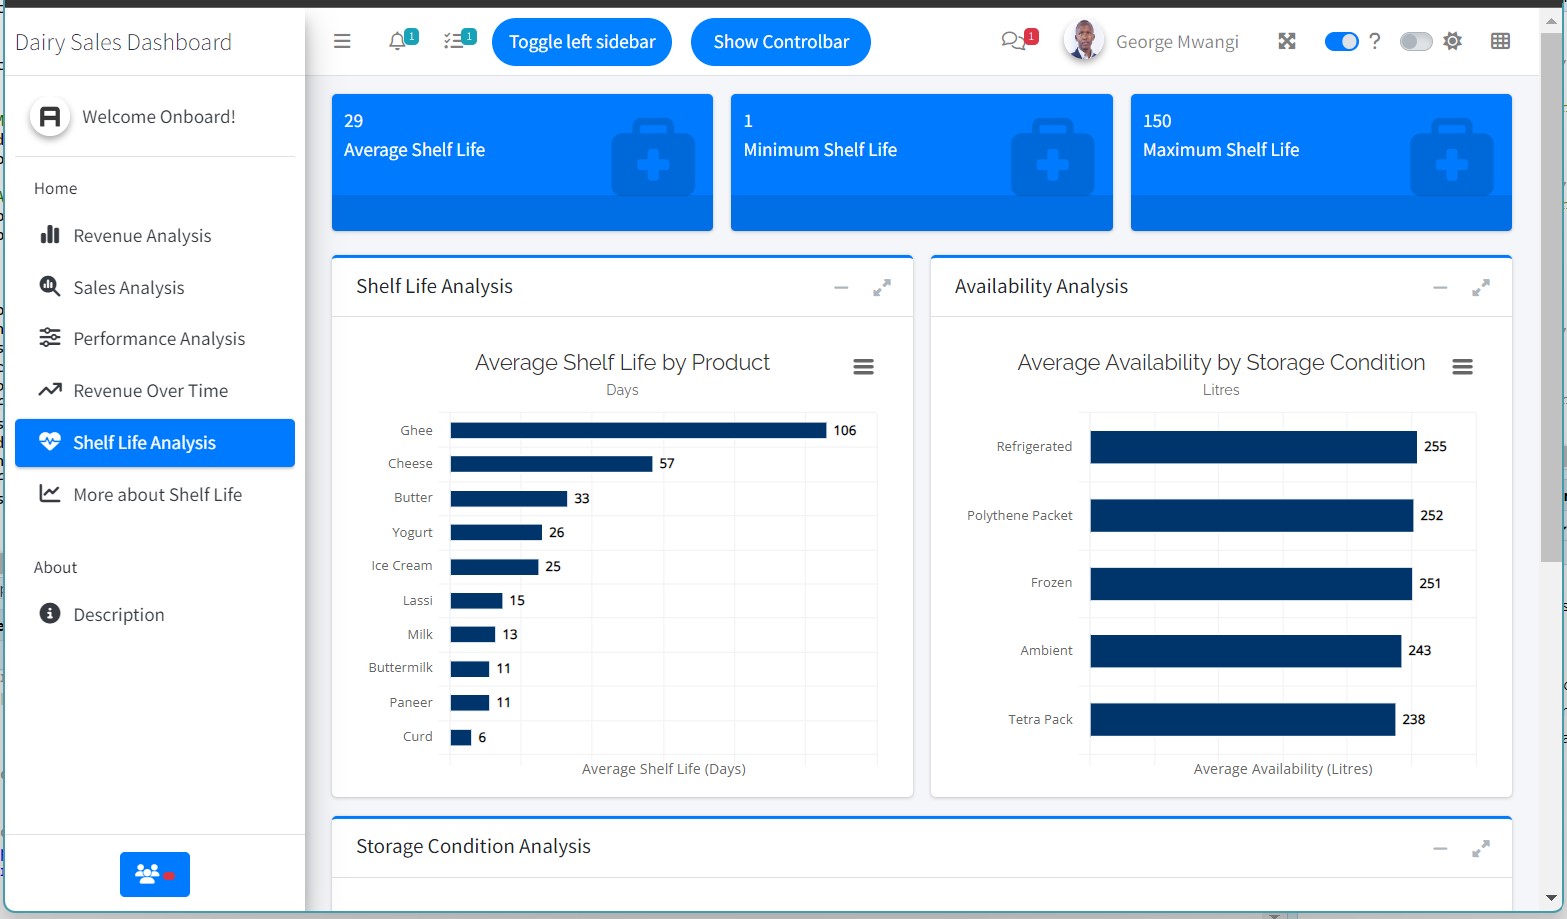 Dairy Sales Dashboard
1
1
Toggle left sidebar
Show Controlbar
1
George Mwangi
?
Welcome Onboard!
Home
Revenue Analysis
Sales Analysis
Performance Analysis
Revenue Over Time
Shelf Life Analysis
More about Shelf Life
About
Description
29
Average Shelf Life
1
Minimum Shelf Life
150
Maximum Shelf Life
Shelf Life Analysis
Average Shelf Life by Product
Days
Ghee 106
Cheese 57
Butter 33
Yogurt 26
Ice Cream 25
Lassi 15
Milk 13
Buttermilk 11
Paneer 11
Curd 6
Average Shelf Life (Days)
Availability Analysis
Average Availability by Storage Condition
Litres
Refrigerated 255
Polythene Packet 252
Frozen 251
Ambient 243
Tetra Pack 238
Average Availability (Litres)
Storage Condition Analysis